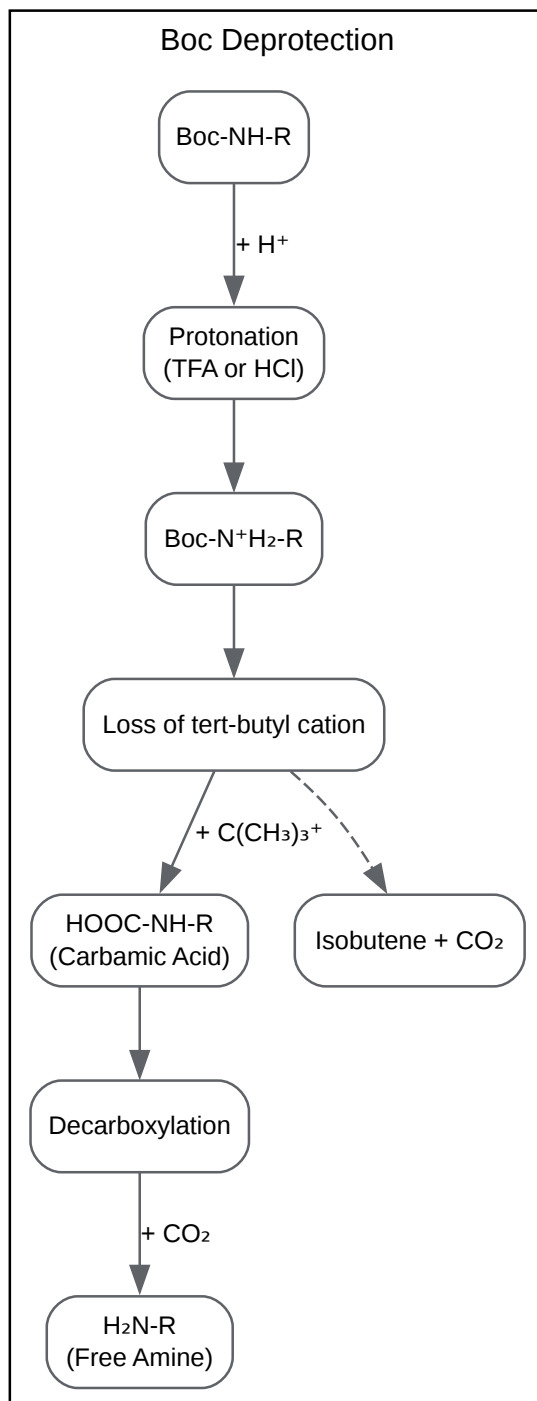 Boc Deprotection
Boc-NH-R
+ H⁺
Protonation
(TFA or HCl)
Boc-N⁺H₂-R
Loss of tert-butyl cation
+ C(CH₃)₃⁺
HOOC-NH-R
(Carbamic Acid)
Isobutene + CO₂
Decarboxylation
+ CO₂
H₂N-R
(Free Amine)